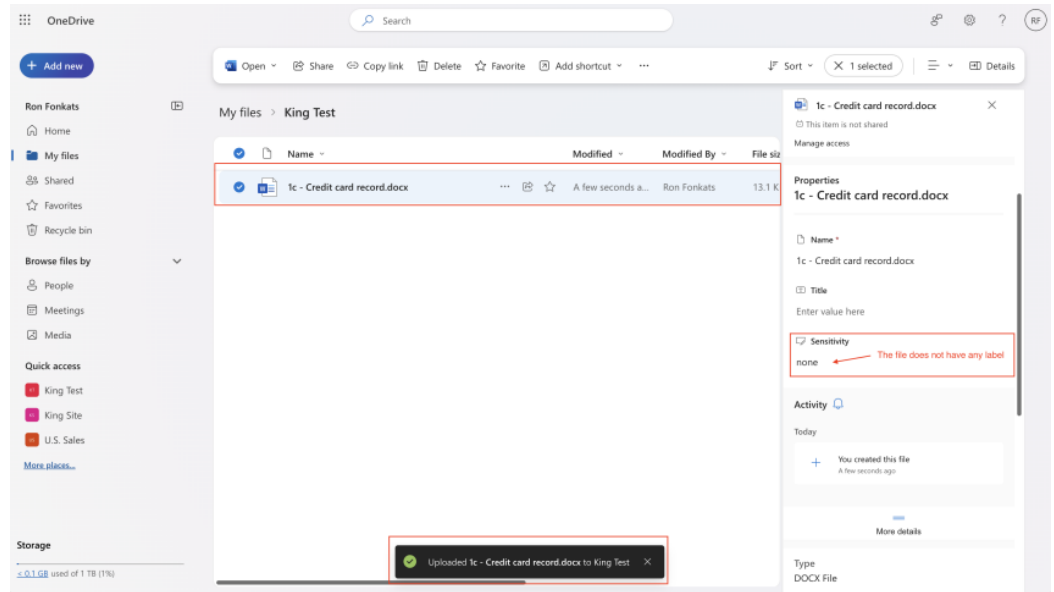 OneDrive
Search
RF
Add new
Open
Share
Copy link
Delete
Favorite
Add shortcut
Sort
1 selected
Details
Ron Fonkats
Home
My files
Shared
Favorites
Recycle bin
Browse files by
People
Meetings
Media
Quick access
King Test
King Site
U.S. Sales
More places...
Storage
< 0.1 GB used of 1 TB (1%)
My files > King Test
Name Modified Modified By File siz
1c - Credit card record.docx A few seconds a... Ron Fonkats 13.1 K
Uploaded 1c - Credit card record.docx to King Test
1c - Credit card record.docx
This item is not shared
Manage access
Properties
1c - Credit card record.docx
Name *
1c - Credit card record.docx
Title
Enter value here
Sensitivity
none
The file does not have any label
Activity
Today
You created this file
A few seconds ago
More details
Type
DOCX File